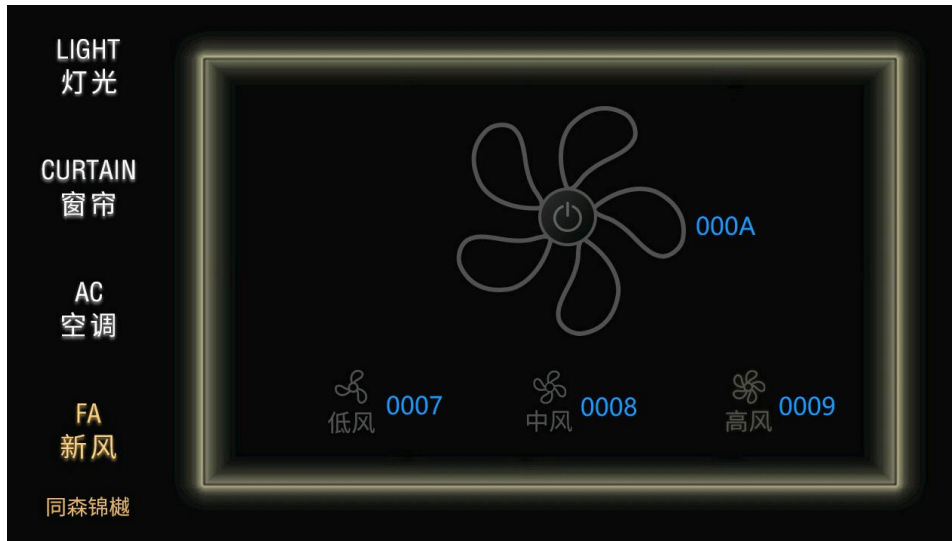 LIGHT
灯光
CURTAIN
窗帘
AC
空调
FA
新风
同森锦樾
000A
低风 0007
中风 0008
高风 0009